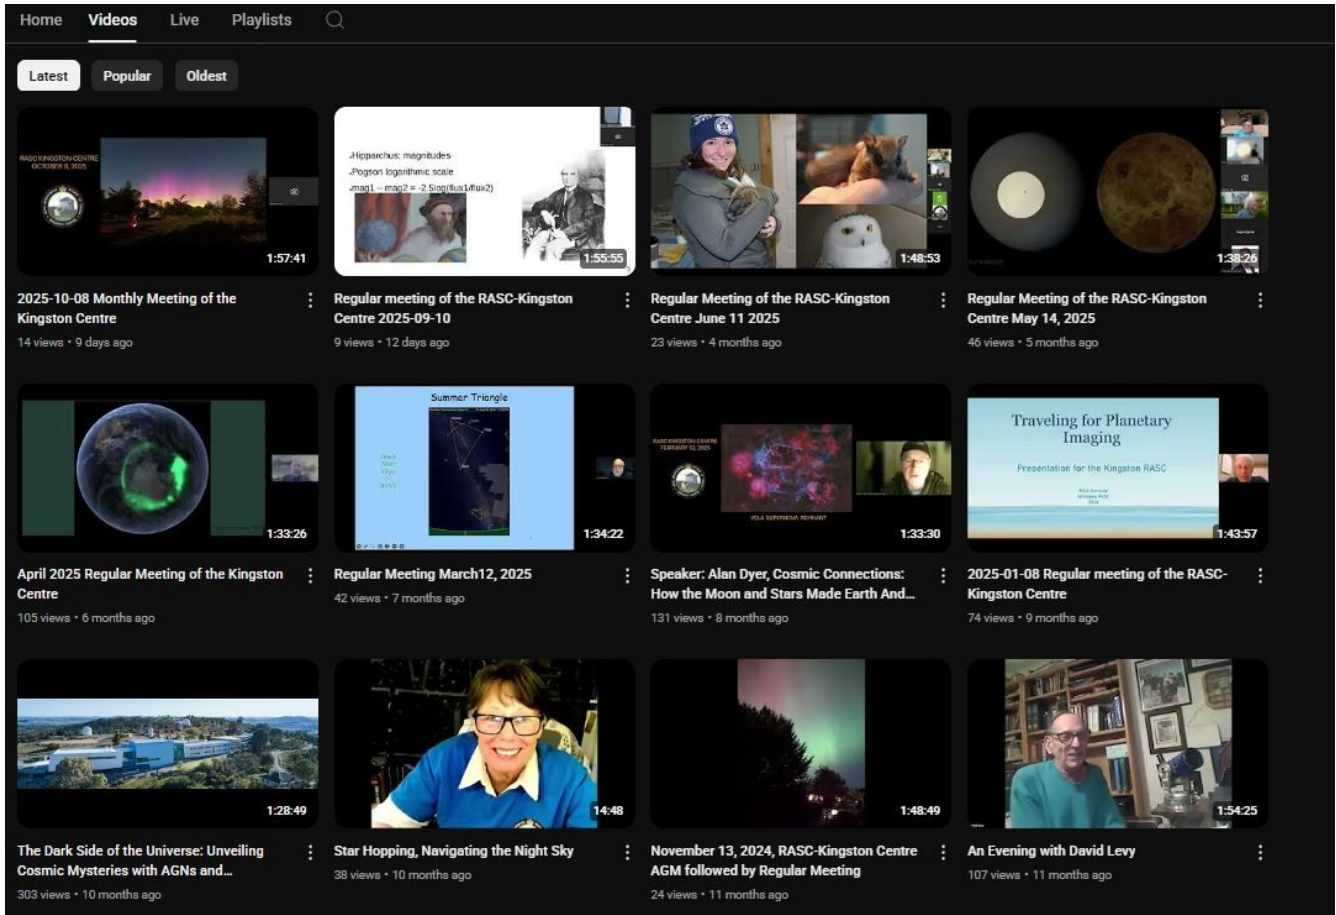 Home Videos Live Playlists
Latest Popular Oldest
RASC KINGSTON CENTRE
OCTOBER 8, 2025
1:57:41
.Hipparchus: magnitudes
.Pogson logarithmic scale
.mag1 – mag2 = -2.5log(flux1/flux2)
1:55:55
1:48:53
1:38:26
2025-10-08 Monthly Meeting of the
Kingston Centre
14 views • 9 days ago
Regular meeting of the RASC-Kingston
Centre 2025-09-10
9 views • 12 days ago
Regular Meeting of the RASC-Kingston
Centre June 11 2025
23 views • 4 months ago
Regular Meeting of the RASC-Kingston
Centre May 14, 2025
46 views • 5 months ago
1:33:26
Summer Triangle
1:34:22
RASC KINGSTON CENTRE
FEBRUARY 12, 2025
VELA SUPERNOVA REMNANT
1:33:30
Traveling for Planetary
Imaging
Presentation for the Kingston RASC
1:43:57
April 2025 Regular Meeting of the Kingston
Centre
105 views • 6 months ago
Regular Meeting March12, 2025
42 views • 7 months ago
Speaker: Alan Dyer, Cosmic Connections:
How the Moon and Stars Made Earth And...
131 views • 8 months ago
2025-01-08 Regular meeting of the RASC-
Kingston Centre
74 views • 9 months ago
1:28:49
14:48
1:48:49
1:54:25
The Dark Side of the Universe: Unveiling
Cosmic Mysteries with AGNs and...
303 views • 10 months ago
Star Hopping, Navigating the Night Sky
38 views • 10 months ago
November 13, 2024, RASC-Kingston Centre
AGM followed by Regular Meeting
24 views • 11 months ago
An Evening with David Levy
107 views • 11 months ago